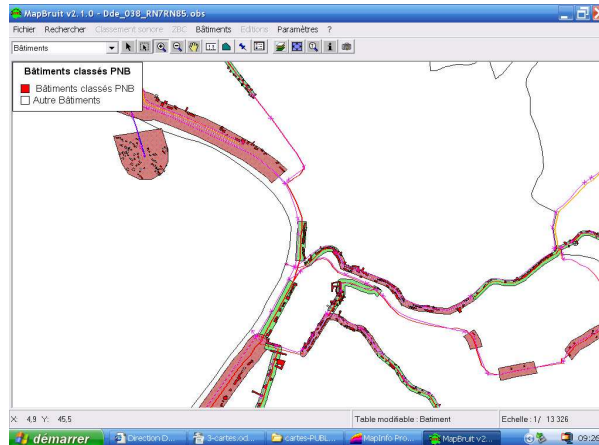 MapBruit v2.1.0 - Dde_038_RN7RN85.obs
Fichier Rechercher Classement sonore ZBC Bâtiments Editions Paramètres ?
Bâtiments
Bâtiments classés PNB
Bâtiments classés PNB
Autre Bâtiments
X: 4,9 Y: 45,5
Table modifiable : Batiment
Echelle : 1/ 13 326
démarrer
Direction D...
3-cartes.od...
cartes-PUBL...
MapInfo Pro...
MapBruit v2...
09:26